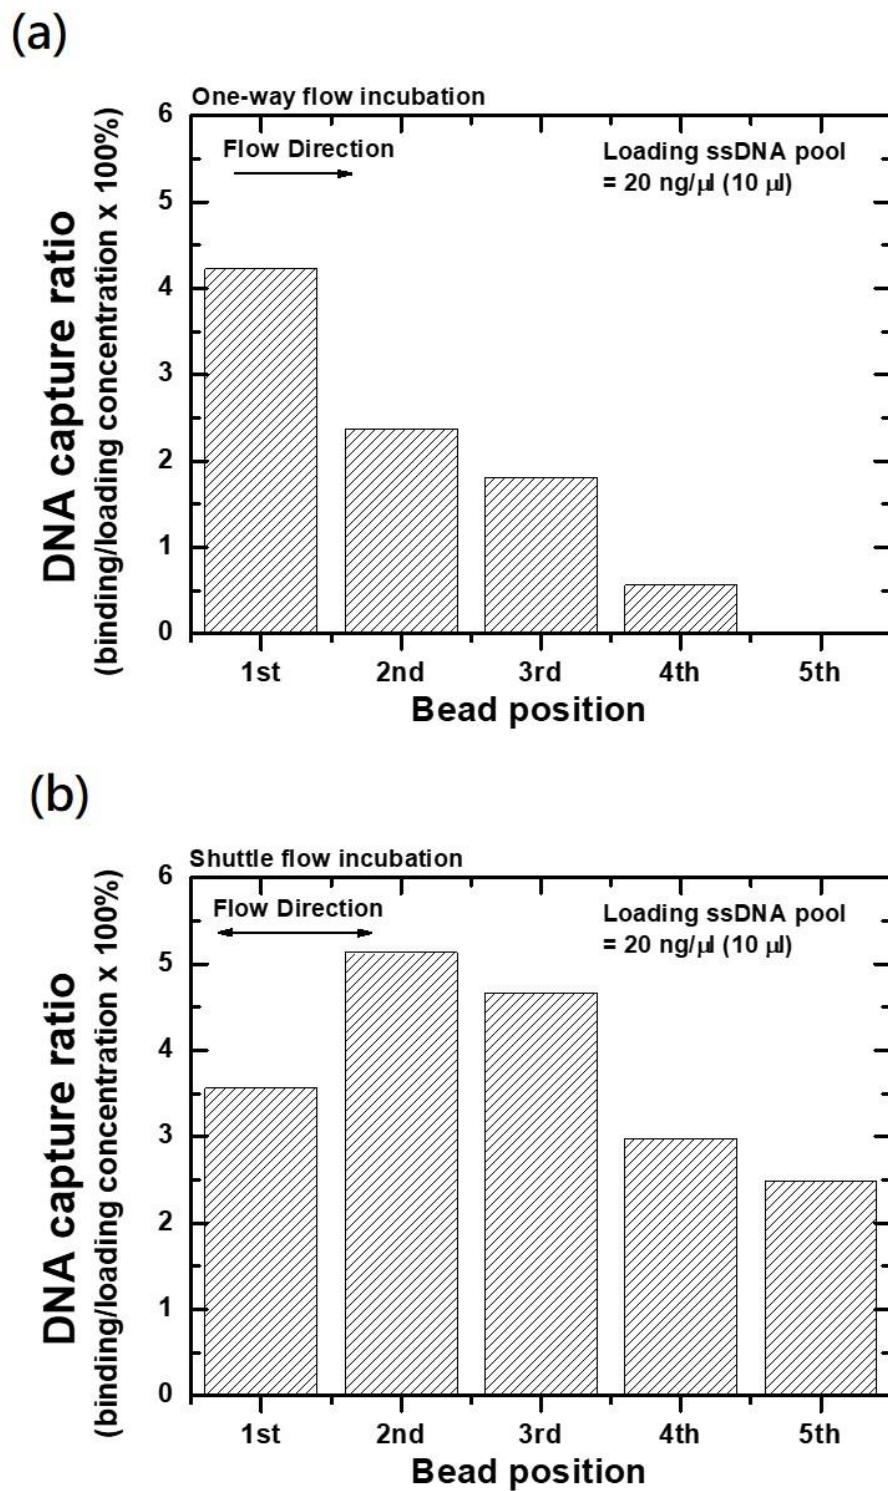 (a)
One-way flow incubation
Flow Direction
Loading ssDNA pool
= 20 ng/μl (10 μl)
DNA capture ratio
(binding/loading concentration x 100%)
6
5
4
3
2
1
0
1st 2nd 3rd 4th 5th
Bead position
(b)
Shuttle flow incubation
Flow Direction
Loading ssDNA pool
= 20 ng/μl (10 μl)
DNA capture ratio
(binding/loading concentration x 100%)
6
5
4
3
2
1
0
1st 2nd 3rd 4th 5th
Bead position